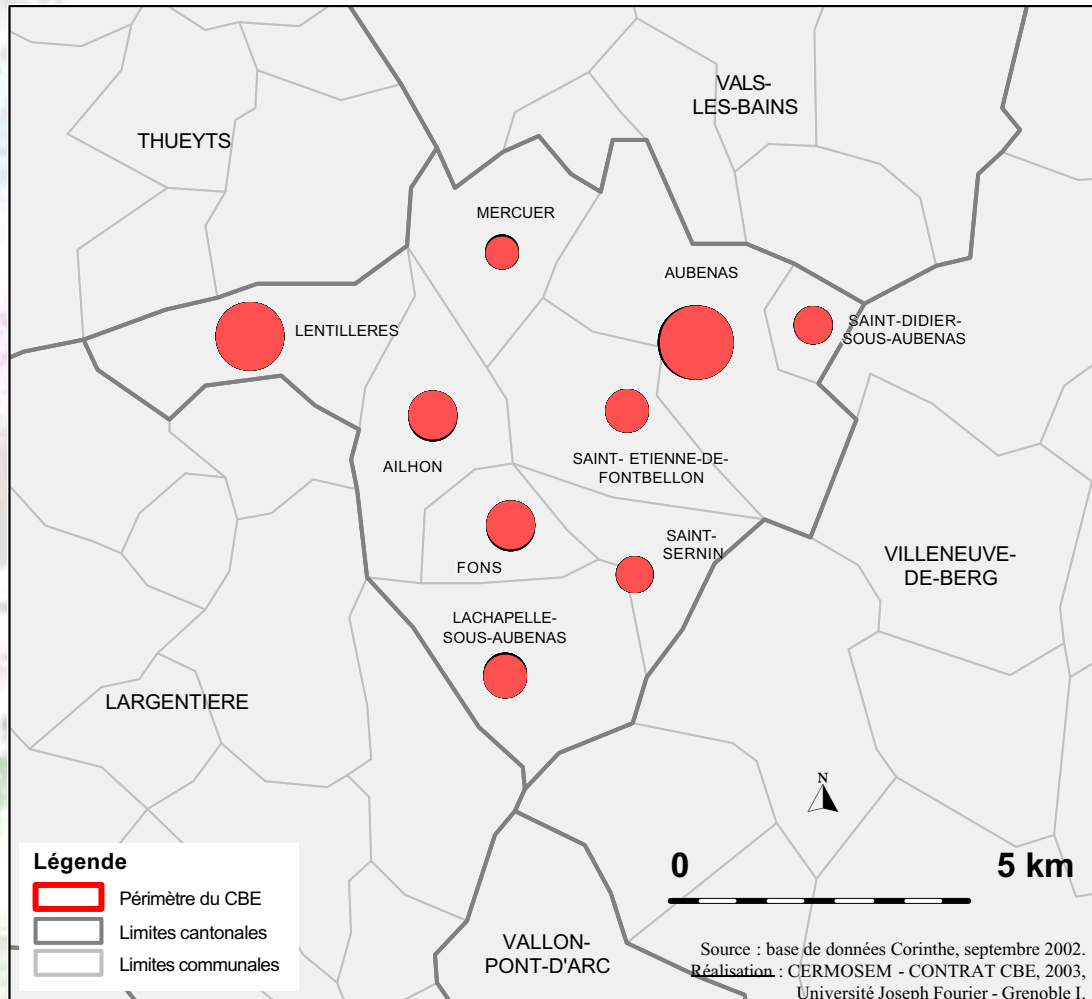 VALS-
LES-BAINS
THUEYTS
MERCUER
AUBENAS
LENTILLERES
SAINT-DIDIER-
SOUS-AUBENAS
AILHON
SAINT- ETIENNE-DE-
FONTBELLON
SAINT-
SERNIN
FONS
VILLENEUVE-
DE-BERG
LACHAPELLE-
SOUS-AUBENAS
LARGENTIERE
N
Légende
Périmètre du CBE
Limites cantonales
Limites communales
0 5 km
VALLON-
PONT-D'ARC
Source : base de données Corinthe, septembre 2002.
Réalisation : CERMOSEM - CONTRAT CBE, 2003,
Université Joseph Fourier - Grenoble I.